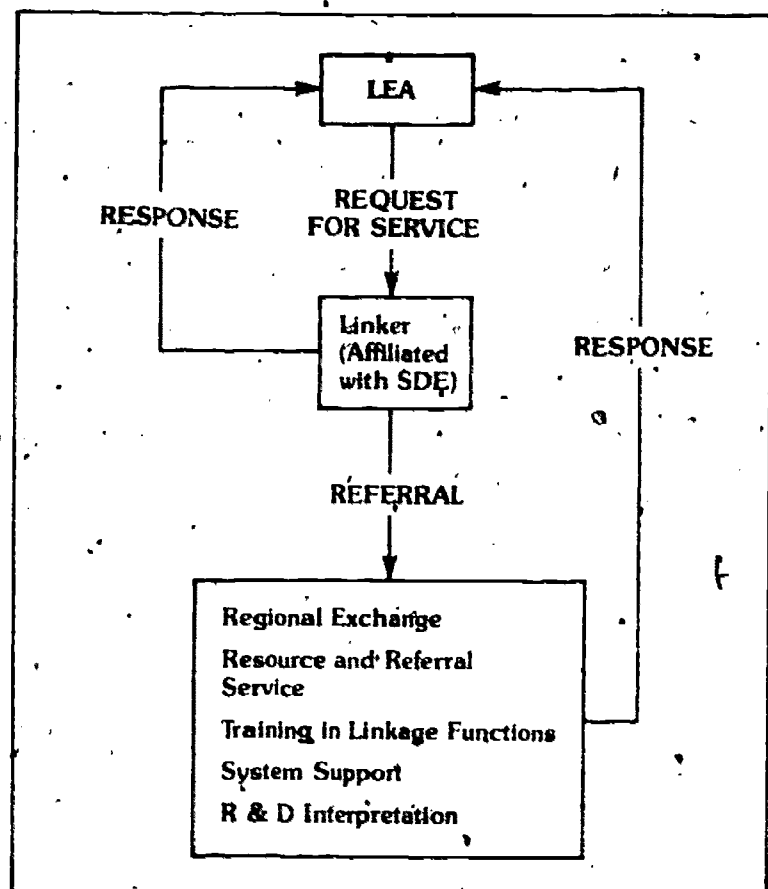 LEA
REQUEST
FOR SERVICE
RESPONSE
Linker
(Affiliated
with SDE)
RESPONSE
REFERRAL
Regional Exchange
Resource and Referral
Service
Training in Linkage Functions
System Support
R & D Interpretation